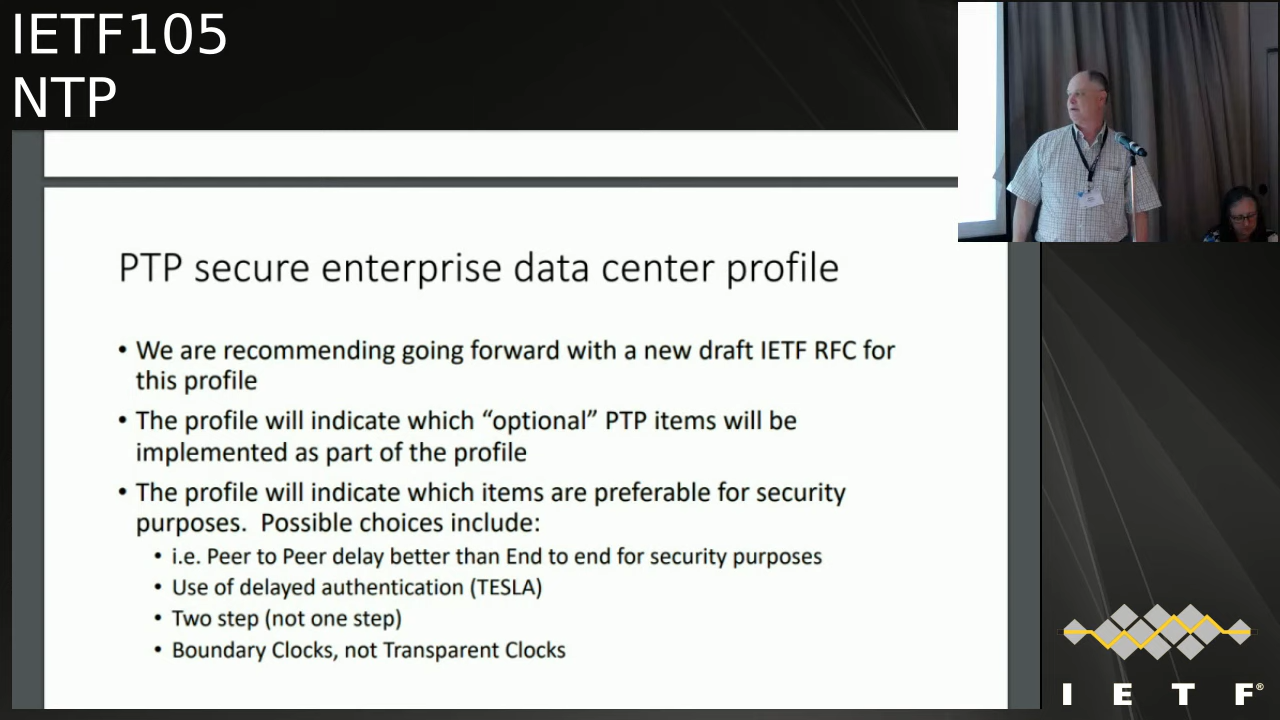 IETF105
NTP
PTP secure enterprise data center profile
• We are recommending going forward with a new draft IETF RFC for
this profile
• The profile will indicate which “optional” PTP items will be
implemented as part of the profile
• The profile will indicate which items are preferable for security
purposes.  Possible choices include:
• i.e. Peer to Peer delay better than End to end for security purposes
• Use of delayed authentication (TESLA)
• Two step (not one step)
• Boundary Clocks, not Transparent Clocks
I E T F®